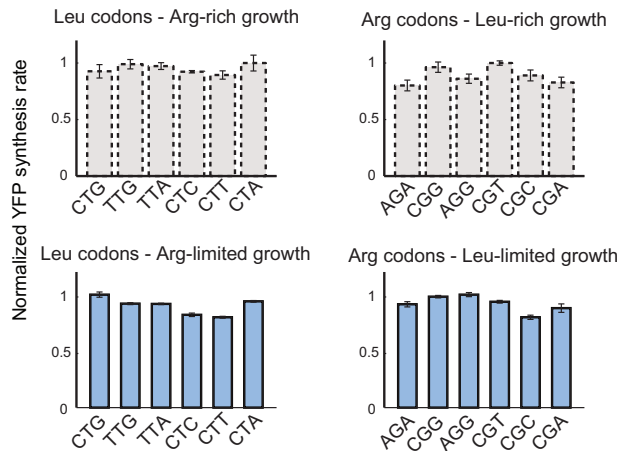 Normalized YFP synthesis rate
Leu codons - Arg-rich growth
1
0.5
0
CTG TTG TTA CTC CTT CTA
Arg codons - Leu-rich growth
1
0.5
0
AGA CGG AGG CGT CGC CGA
Leu codons - Arg-limited growth
1
0.5
0
CTG TTG TTA CTC CTT CTA
Arg codons - Leu-limited growth
1
0.5
0
AGA CGG AGG CGT CGC CGA